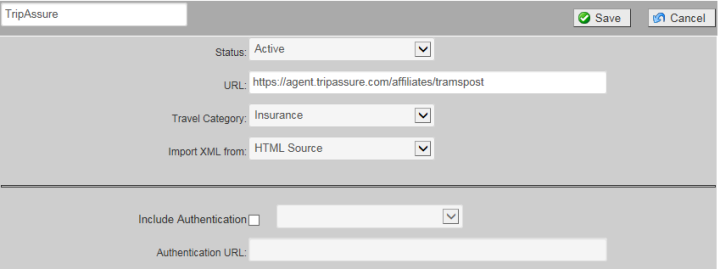 TripAssure Save Cancel
Status: Active
URL: https://agent.tripassure.com/affiliates/tramspost
Travel Category: Insurance
Import XML from: HTML Source
Include Authentication
Authentication URL: